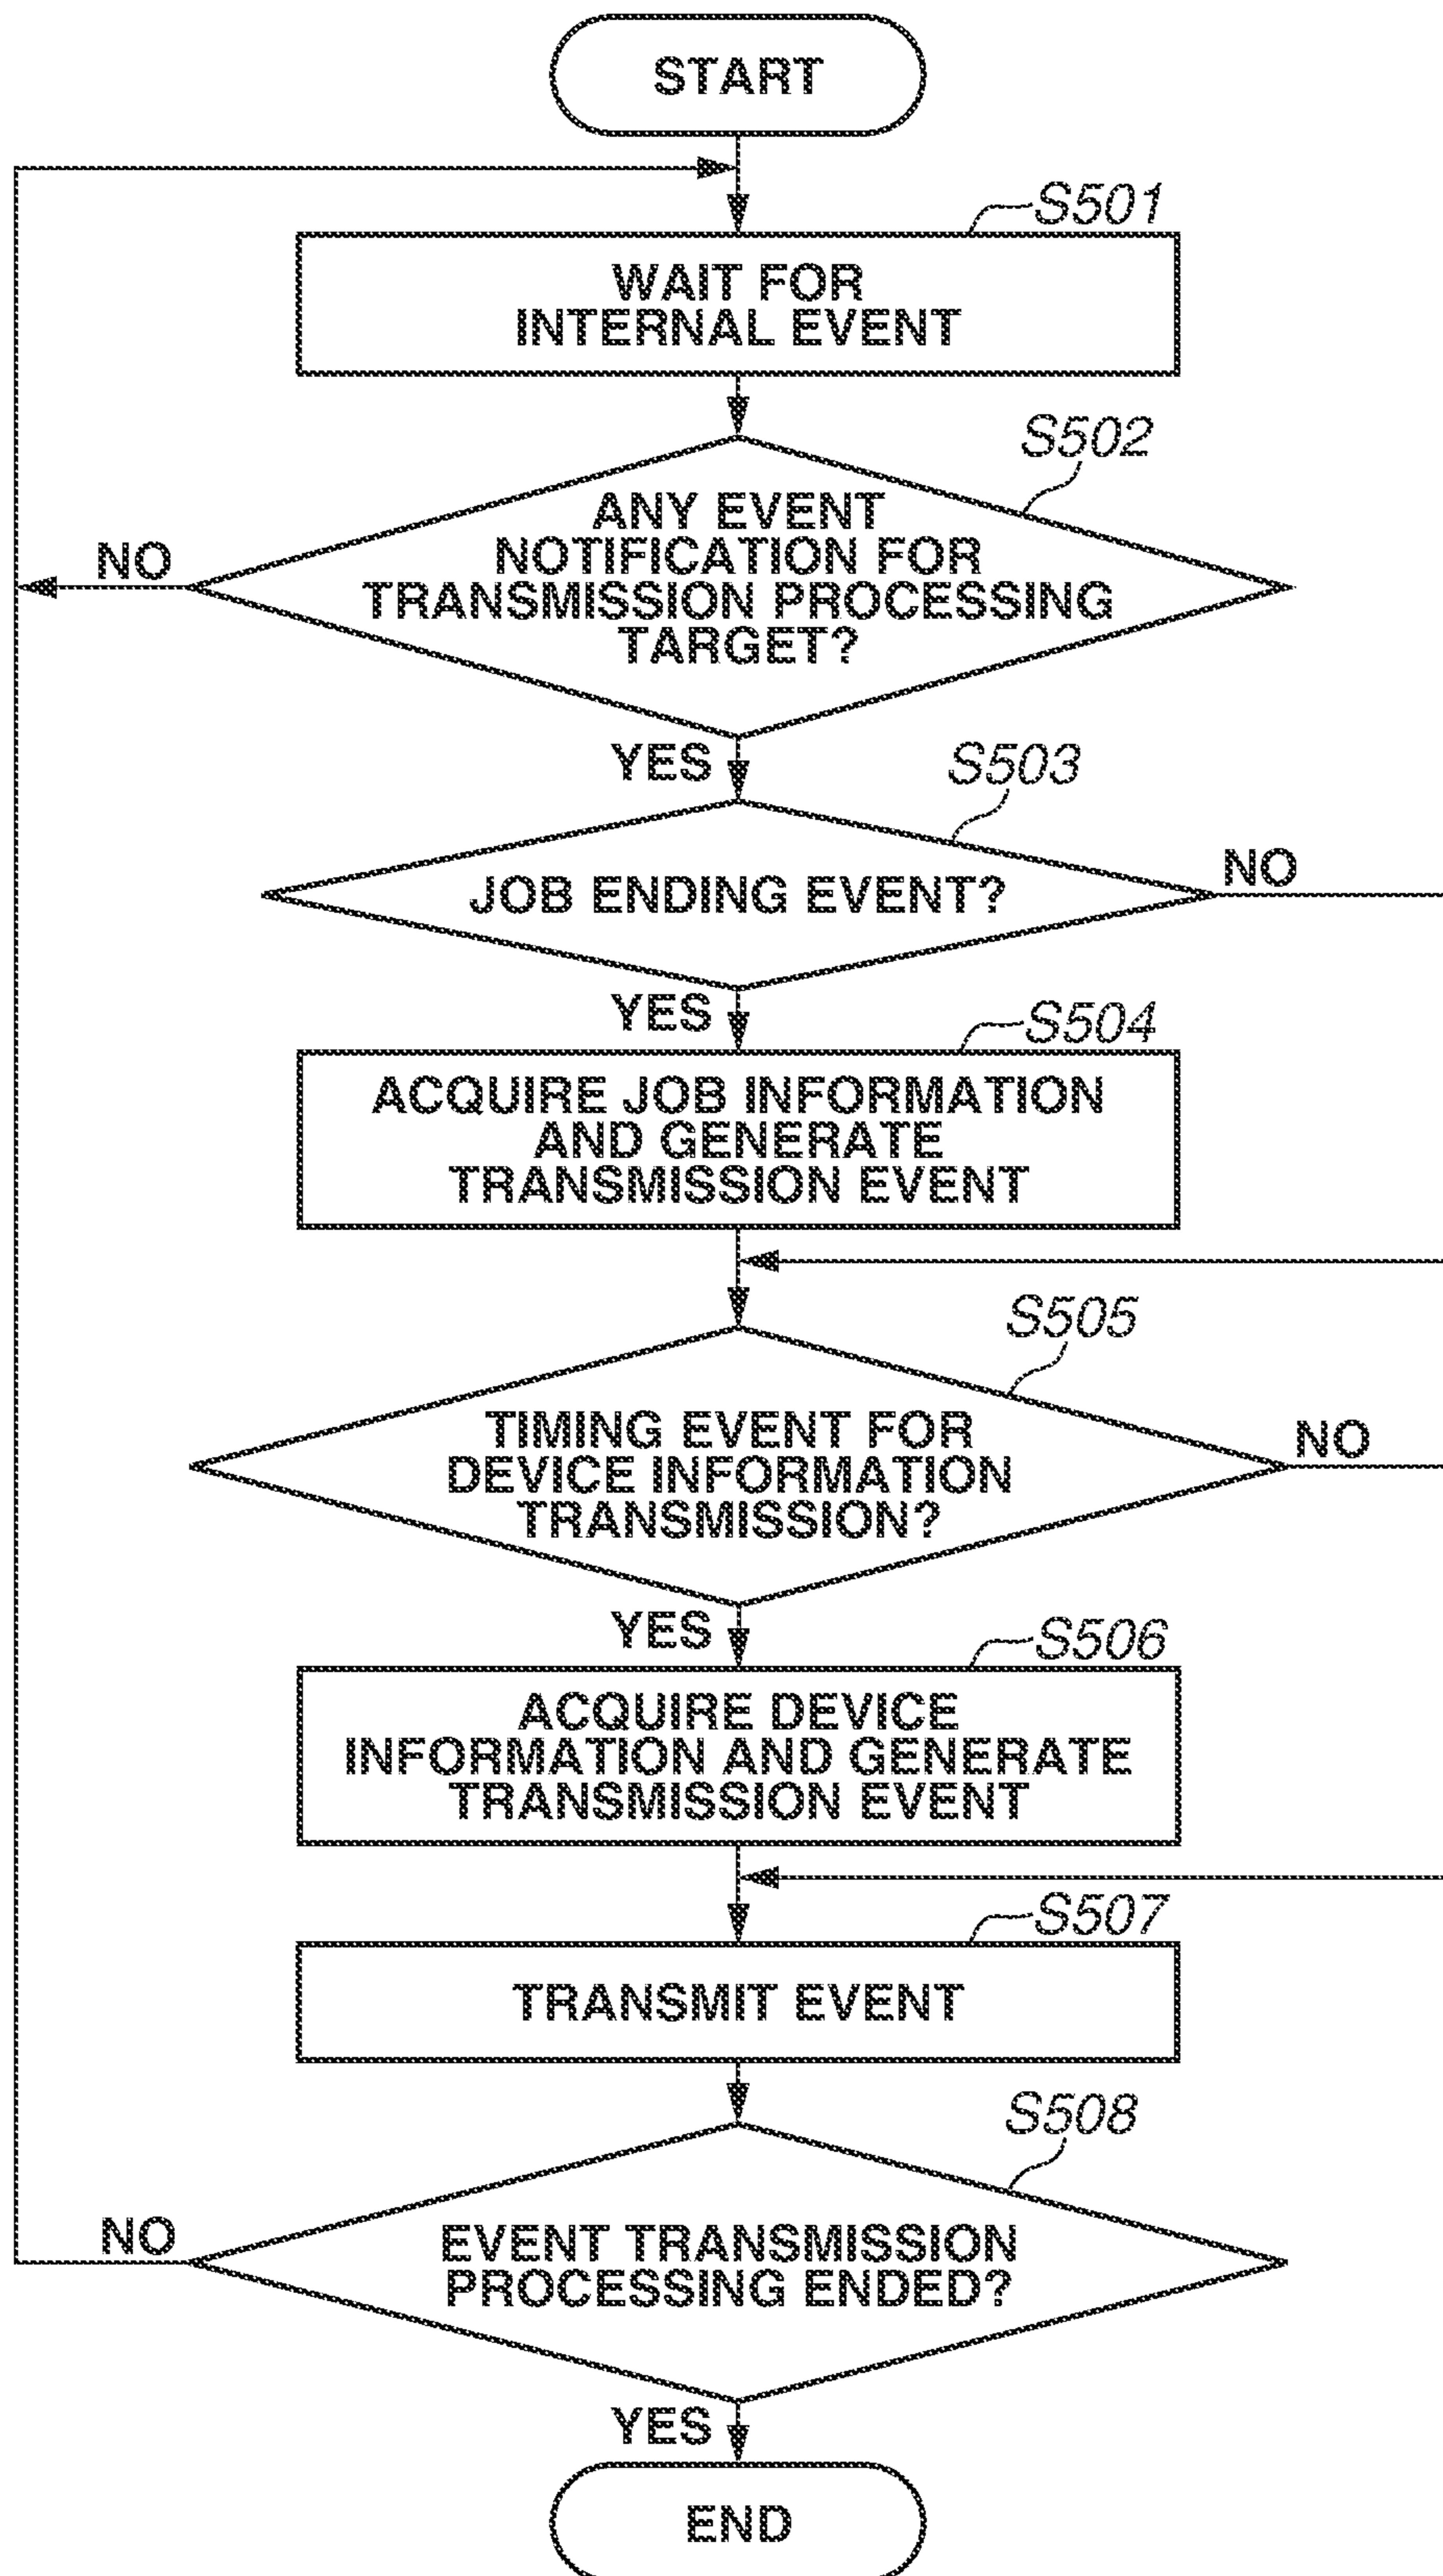 START
S501
WAIT FOR
INTERNAL EVENT
S502
ANY EVENT
NOTIFICATION FOR
TRANSMISSION PROCESSING
TARGET?
NO
YES
S503
JOB ENDING EVENT?
NO
YES
S504
ACQUIRE JOB INFORMATION
AND GENERATE
TRANSMISSION EVENT
S505
TIMING EVENT FOR
DEVICE INFORMATION
TRANSMISSION?
NO
YES
S506
ACQUIRE DEVICE
INFORMATION AND GENERATE
TRANSMISSION EVENT
S507
TRANSMIT EVENT
S508
EVENT TRANSMISSION
PROCESSING ENDED?
NO
YES
END